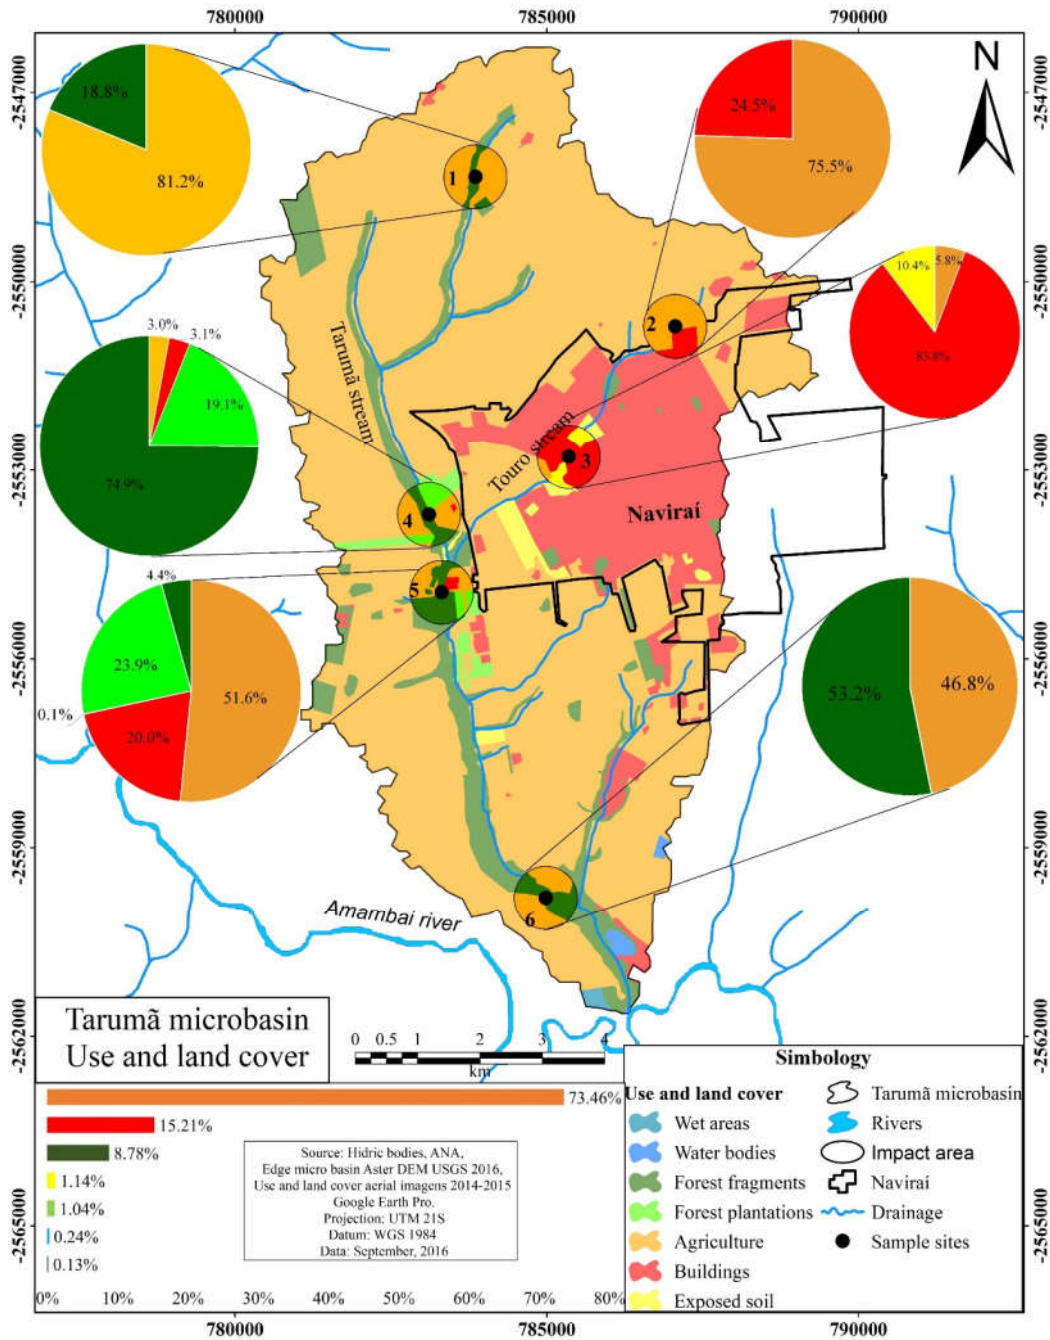 780000
785000
790000
-2547000
-2550000
-2553000
-2556000
-2559000
-2562000
-2565000
-2547000
-2550000
-2553000
-2556000
-2559000
-2562000
-2565000
N
18.8%
81.2%
24.5%
75.5%
10.4%
5.8%
83.8%
3.0%
3.1%
19.1%
74.9%
4.4%
23.9%
51.6%
0.1%
20.0%
53.2%
46.8%
1
2
3
4
5
6
Tarumã stream
Touro stream
Naviraí
Amambai river
Tarumã microbasin
Use and land cover
0 0.5 1 2 3 4
km
73.46%
15.21%
8.78%
1.14%
1.04%
0.24%
0.13%
0% 10% 20% 30% 40% 50% 60% 70% 80%
Source: Hidric bodies, ANA,
Edge micro basin Aster DEM USGS 2016,
Use and land cover aerial imagens 2014-2015
Google Earth Pro.
Projection: UTM 21S
Datum: WGS 1984
Data: September, 2016
Simbology
Use and land cover
Wet areas
Water bodies
Forest fragments
Forest plantations
Agriculture
Buildings
Exposed soil
Tarumã microbasin
Rivers
Impact area
Naviraí
Drainage
Sample sites
780000
785000
790000